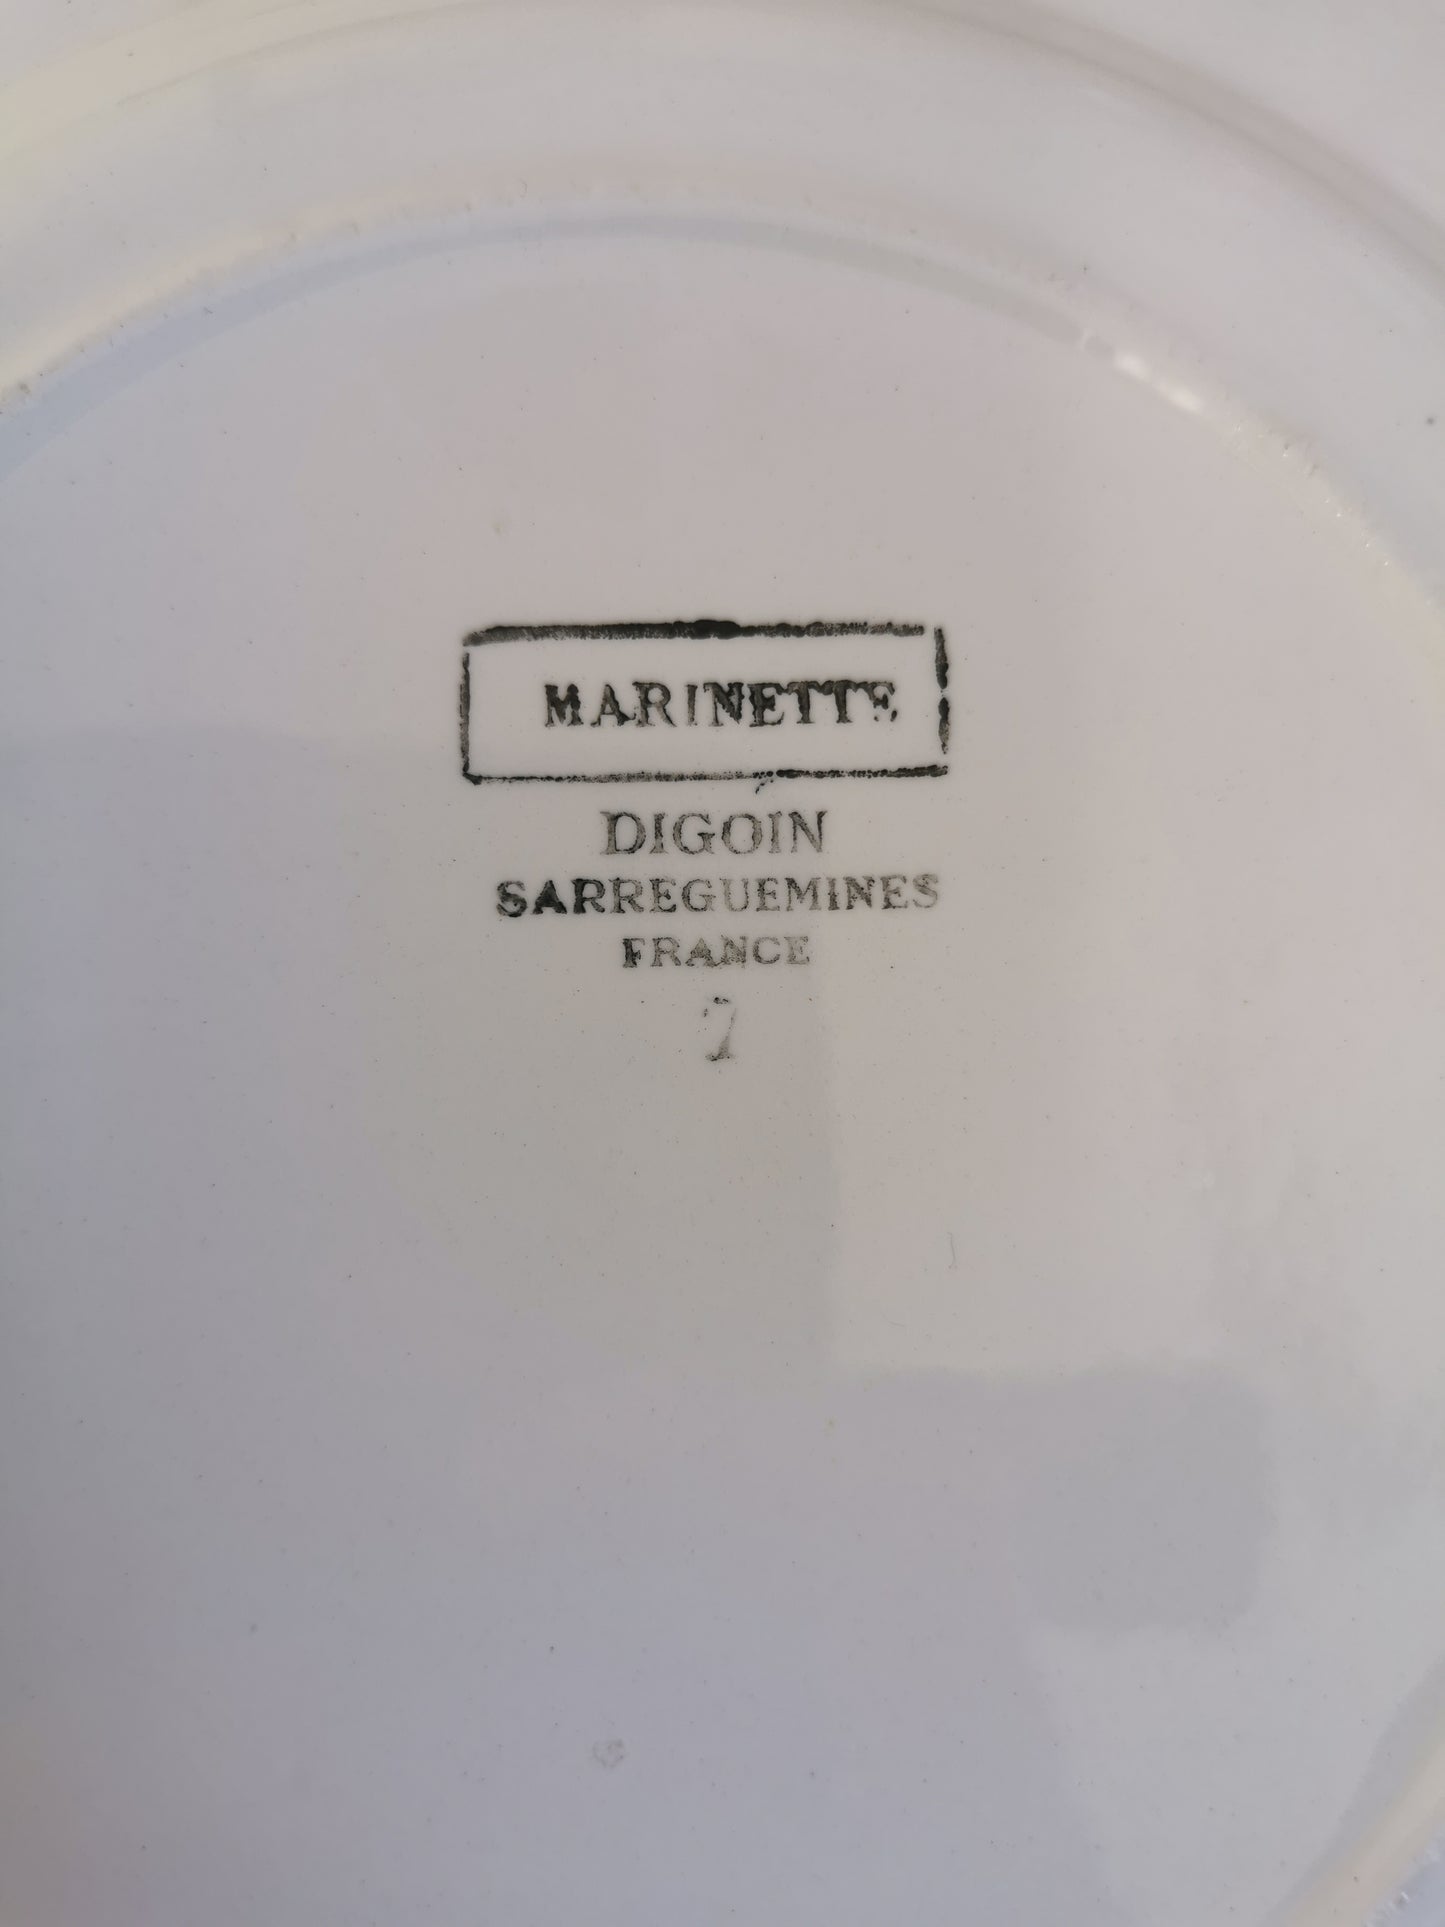 MARINETTE
DIGOIN
SARREGUEMINES
FRANCE
7